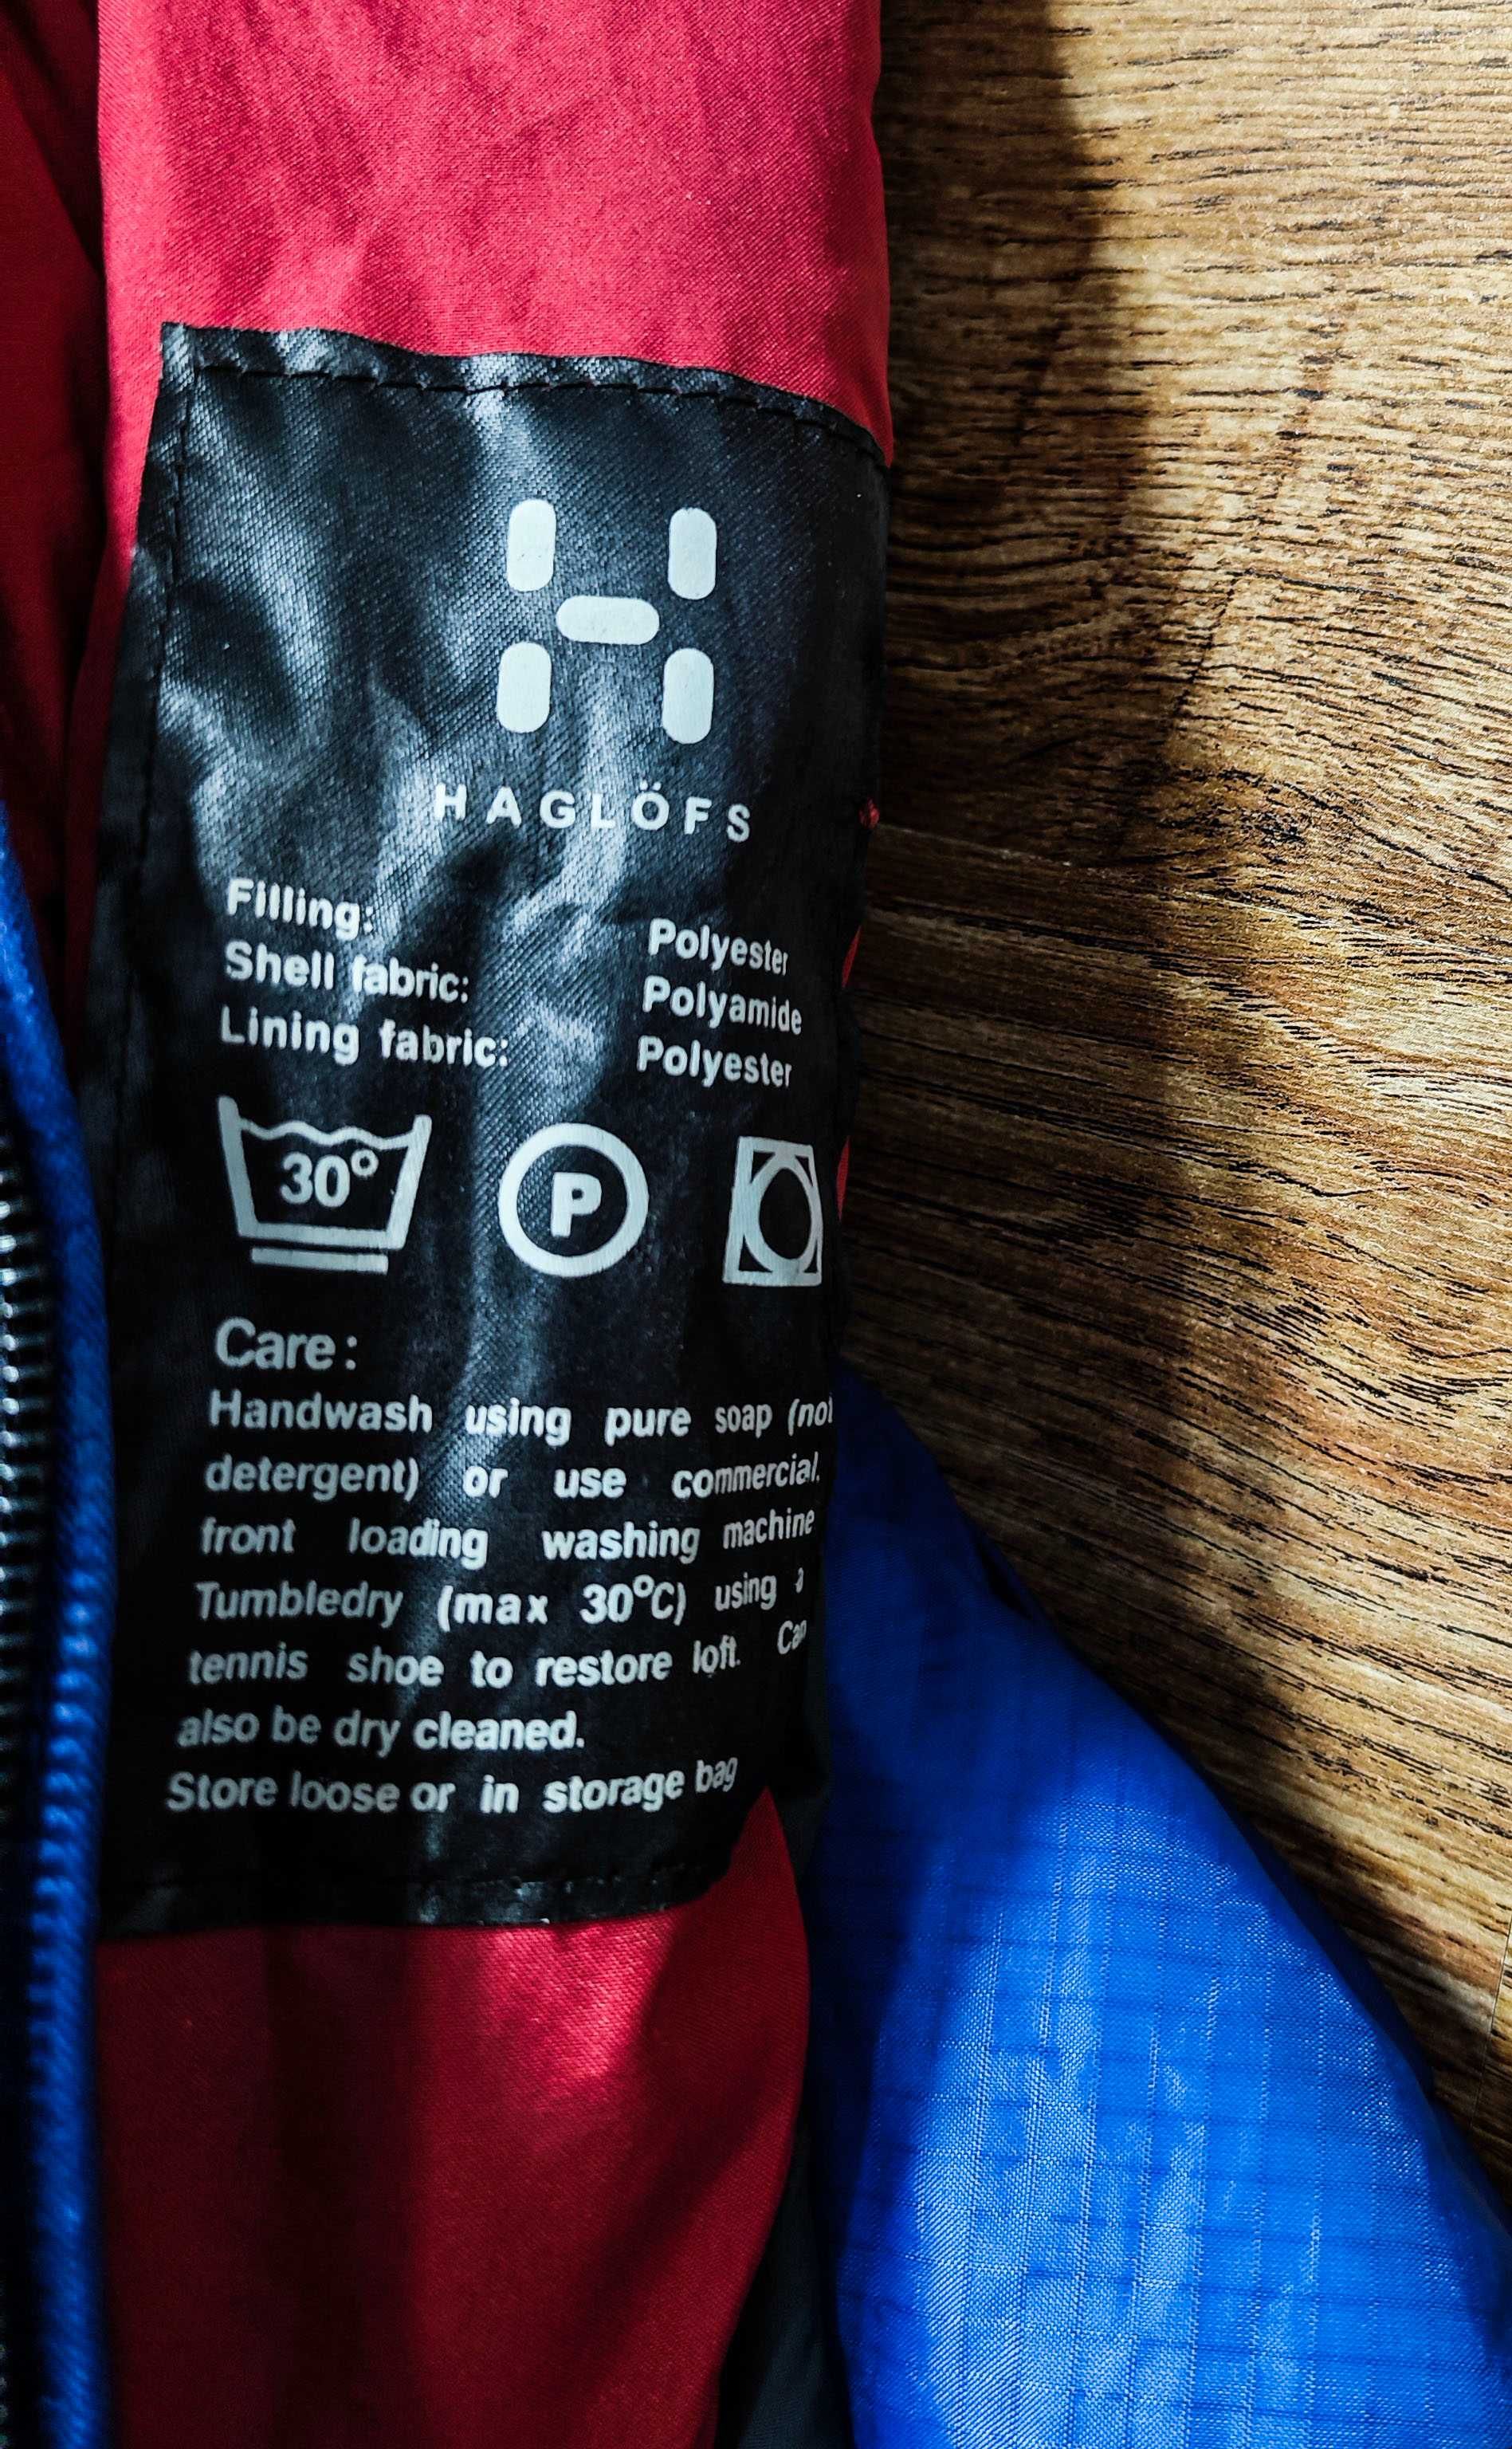 HAGLÖFS
Filling: Polyester
Shell fabric: Polyamide
Lining fabric: Polyester
30° P
Care:
Handwash using pure soap (not
detergent) or use commercial.
front loading washing machine
Tumbledry (max 30°C) using a
tennis shoe to restore loft. Can
also be dry cleaned.
Store loose or in storage bag